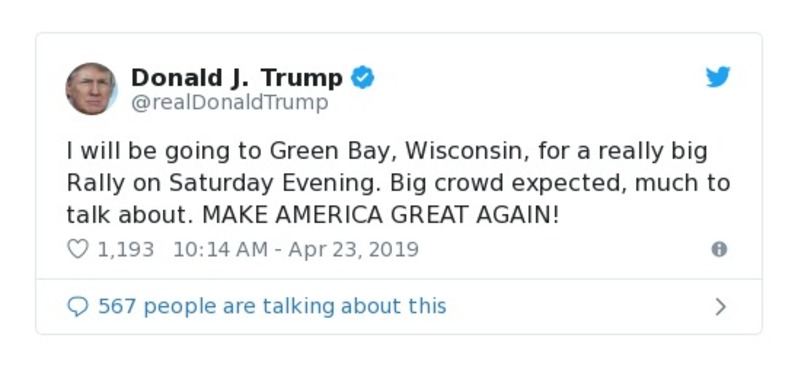 Donald J. Trump
@realDonaldTrump
I will be going to Green Bay, Wisconsin, for a really big
Rally on Saturday Evening. Big crowd expected, much to
talk about. MAKE AMERICA GREAT AGAIN!
1,193 10:14 AM - Apr 23, 2019
567 people are talking about this